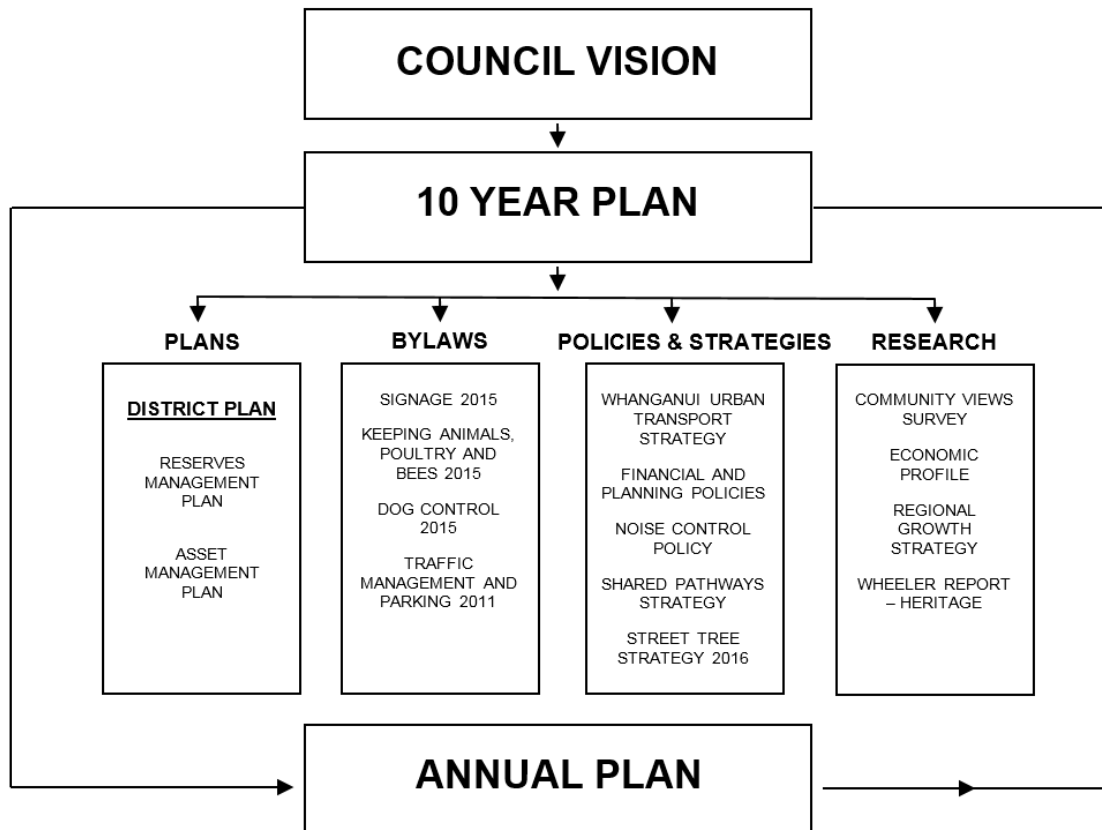 COUNCIL VISION
10 YEAR PLAN
PLANS
DISTRICT PLAN
RESERVES
MANAGEMENT
PLAN
ASSET
MANAGEMENT
PLAN
BYLAWS
SIGNAGE 2015
KEEPING ANIMALS,
POULTRY AND
BEES 2015
DOG CONTROL
2015
TRAFFIC
MANAGEMENT AND
PARKING 2011
POLICIES & STRATEGIES
WHANGANUI URBAN
TRANSPORT
STRATEGY
FINANCIAL AND
PLANNING POLICIES
NOISE CONTROL
POLICY
SHARED PATHWAYS
STRATEGY
STREET TREE
STRATEGY 2016
RESEARCH
COMMUNITY VIEWS
SURVEY
ECONOMIC
PROFILE
REGIONAL
GROWTH
STRATEGY
WHEELER REPORT
– HERITAGE
ANNUAL PLAN